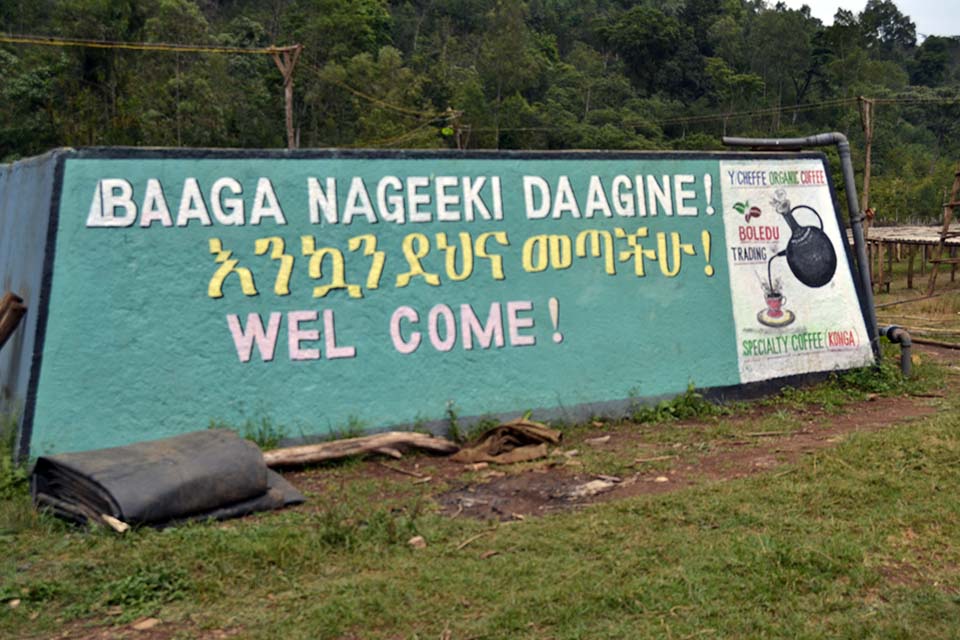 BAAGA NAGEEKI DAAGINE!
እንኳን ደህና መጣችሁ!
WEL COME!
Y/CHEFFE ORGANIC COFFEE
BOLEDU
TRADING
SPECIALTY COFFEE (KONGA)